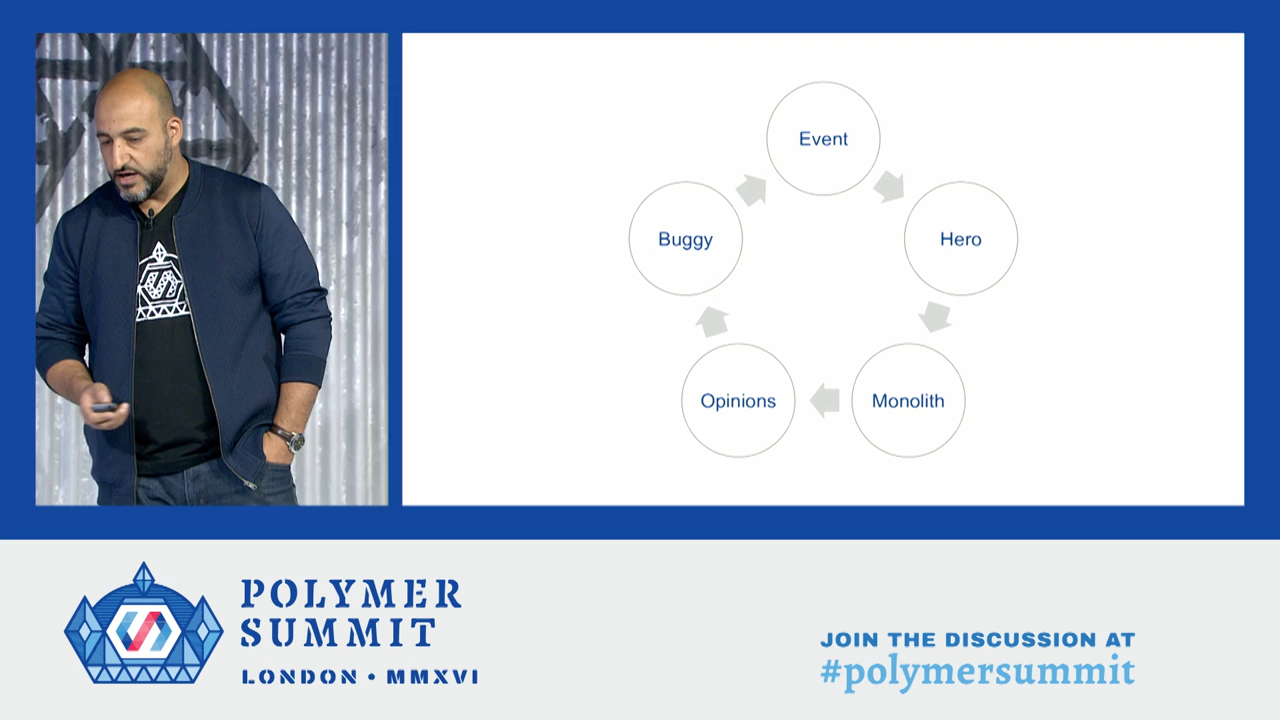 Event
Hero
Monolith
Opinions
Buggy
POLYMER
SUMMIT
LONDON • MMXVI
JOIN THE DISCUSSION AT
#polymersummit